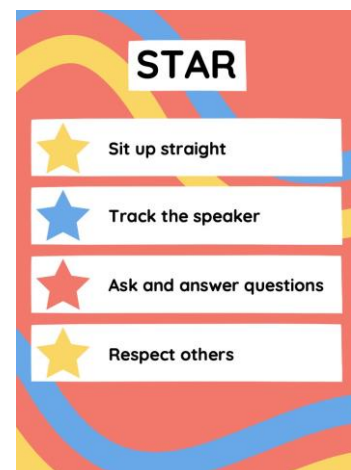 STAR
Sit up straight
Track the speaker
Ask and answer questions
Respect others